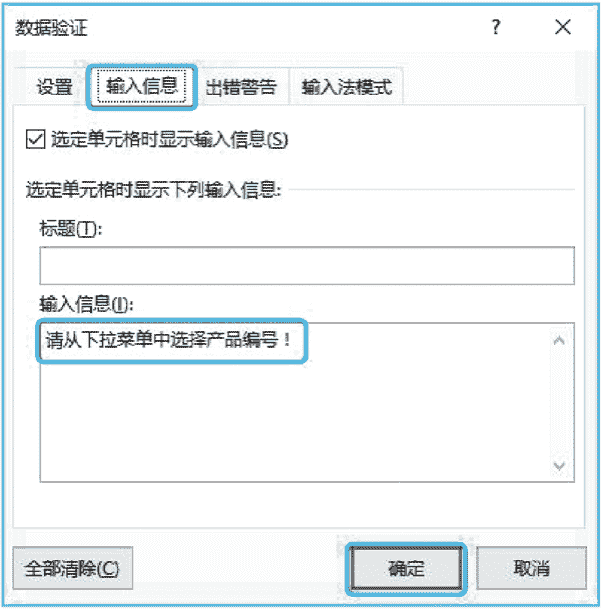 数据验证 ?
设置 输入信息 出错警告 输入法模式
选定单元格时显示输入信息(S)
选定单元格时显示下列输入信息:
标题(T):
输入信息(I):
请从下拉菜单中选择产品编号！
全部清除(C) 确定 取消